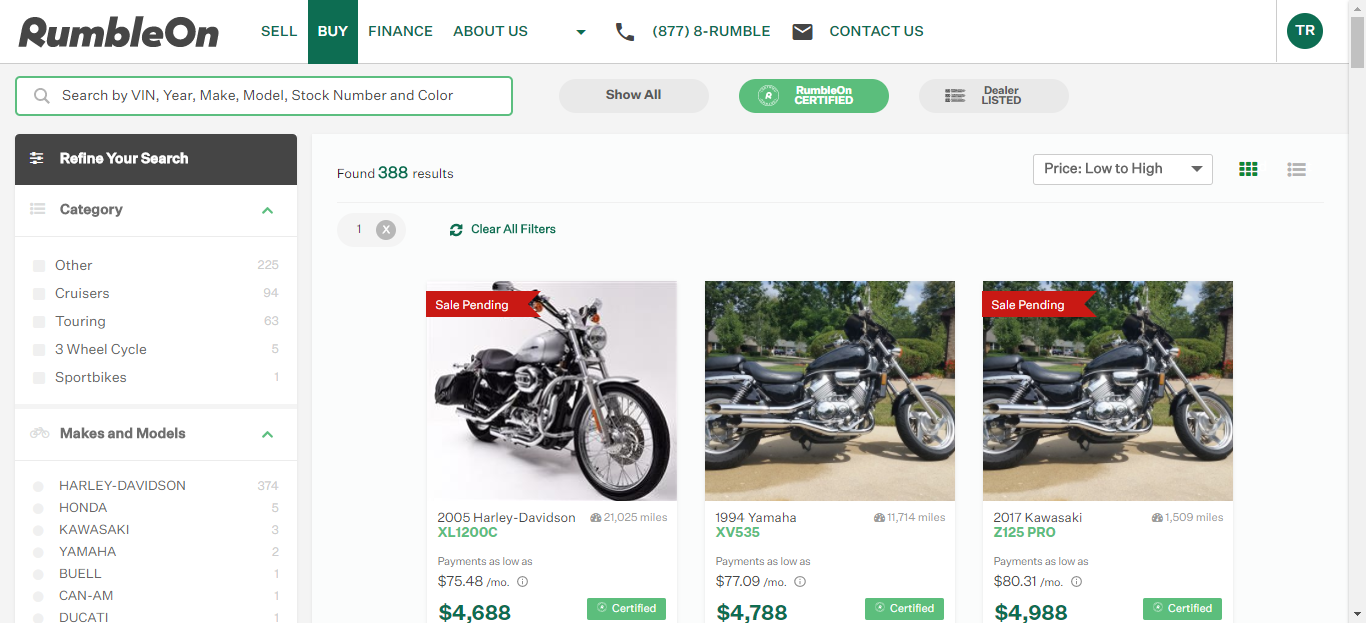 RumbleOn
SELL
BUY
FINANCE
ABOUT US
(877) 8-RUMBLE
CONTACT US
TR
Search by VIN, Year, Make, Model, Stock Number and Color
Show All
RumbleOn
CERTIFIED
Dealer
LISTED
Refine Your Search
Category
Other 225
Cruisers 94
Touring 63
3 Wheel Cycle 5
Sportbikes 1
Makes and Models
HARLEY-DAVIDSON 374
HONDA 5
KAWASAKI 3
YAMAHA 2
BUELL 1
CAN-AM 1
DUCATI 1
Found 388 results
Price: Low to High
1 X
Clear All Filters
Sale Pending
2005 Harley-Davidson 21,025 miles
XL1200C
Payments as low as
$75.48 /mo.
$4,688 Certified
1994 Yamaha 11,714 miles
XV535
Payments as low as
$77.09 /mo.
$4,788 Certified
Sale Pending
2017 Kawasaki 1,509 miles
Z125 PRO
Payments as low as
$80.31 /mo.
$4,988 Certified